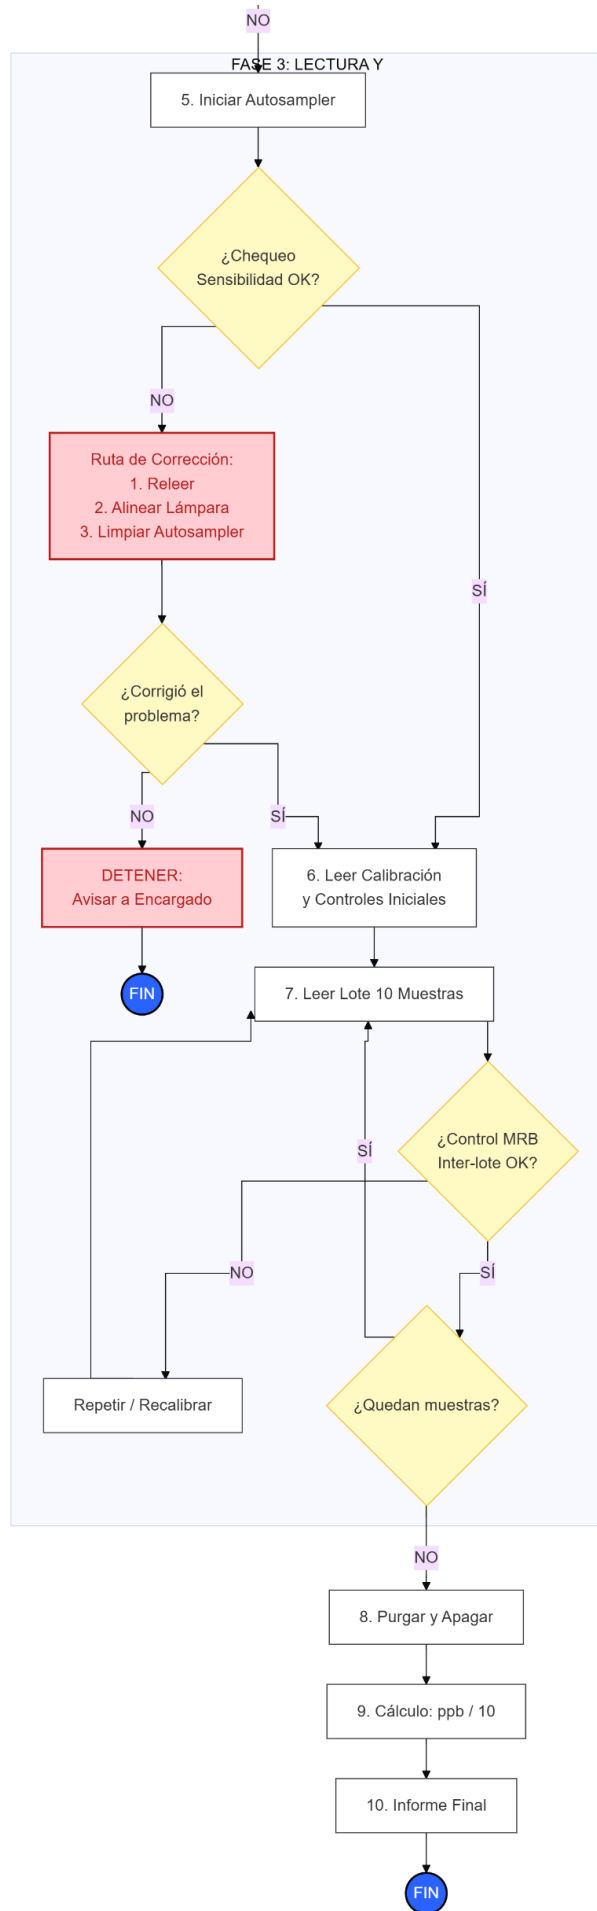 NO
FASE 3: LECTURA Y
5. Iniciar Autosampler
¿Chequeo
Sensibilidad OK?
NO
Ruta de Corrección:
1. Releer
2. Alinear Lámpara
3. Limpiar Autosampler
SÍ
¿Corrigió el
problema?
NO
SÍ
DETENER:
Avisar a Encargado
6. Leer Calibración
y Controles Iniciales
FIN
7. Leer Lote 10 Muestras
¿Control MRB
Inter-lote OK?
SÍ
NO
SÍ
Repetir / Recalibrar
¿Quedan muestras?
NO
8. Purgar y Apagar
9. Cálculo: ppb / 10
10. Informe Final
FIN